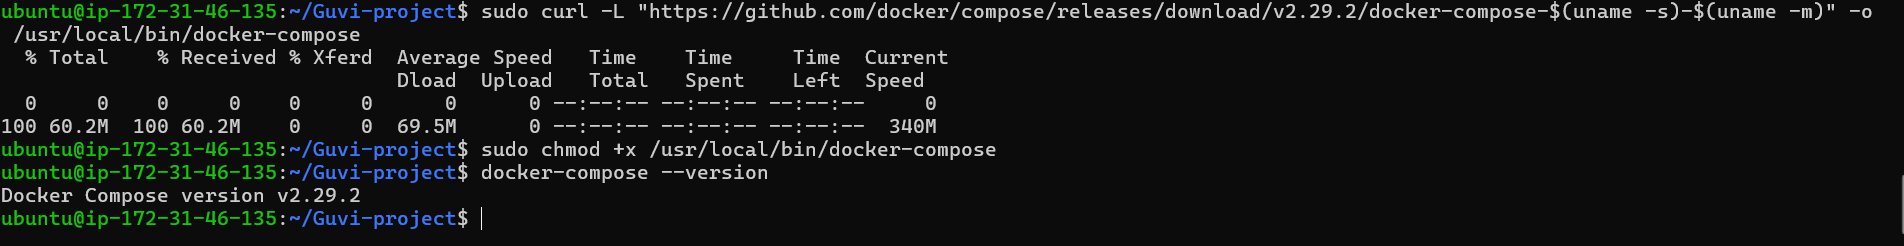 ubuntu@ip-172-31-46-135:~/Guvi-project$ sudo curl -L "https://github.com/docker/compose/releases/download/v2.29.2/docker-compose-$(uname -s)-$(uname -m)" -o
 /usr/local/bin/docker-compose
  % Total    % Received % Xferd  Average Speed   Time    Time     Time  Current
                                 Dload  Upload   Total   Spent    Left  Speed
  0     0    0     0    0     0      0      0 --:--:-- --:--:-- --:--:--     0
100 60.2M  100 60.2M    0     0  69.5M      0 --:--:-- --:--:-- --:--:--  340M
ubuntu@ip-172-31-46-135:~/Guvi-project$ sudo chmod +x /usr/local/bin/docker-compose
ubuntu@ip-172-31-46-135:~/Guvi-project$ docker-compose --version
Docker Compose version v2.29.2
ubuntu@ip-172-31-46-135:~/Guvi-project$